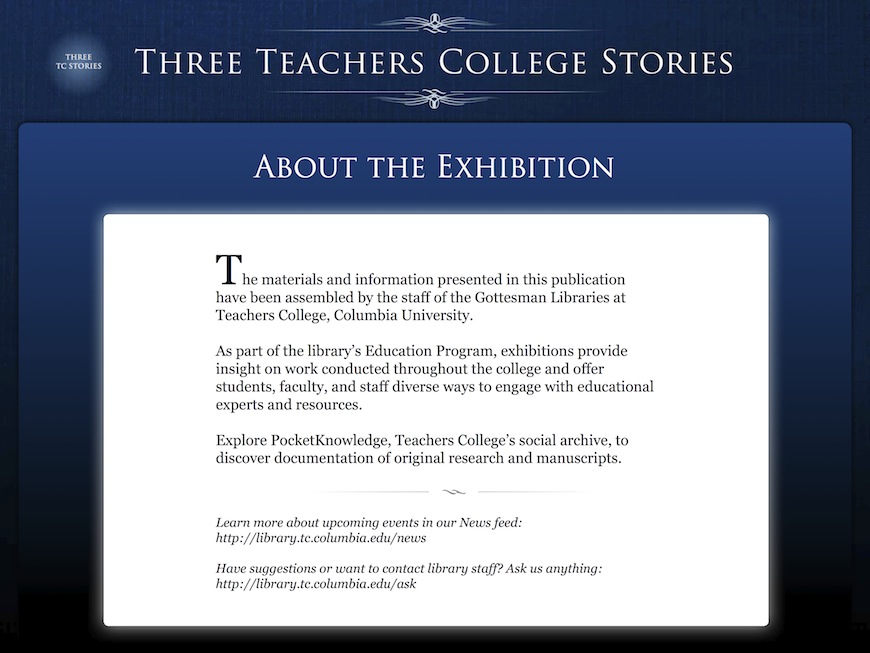 THREE
TC STORIES
THREE TEACHERS COLLEGE STORIES
ABOUT THE EXHIBITION
The materials and information presented in this publication
have been assembled by the staff of the Gottesman Libraries at
Teachers College, Columbia University.
As part of the library’s Education Program, exhibitions provide
insight on work conducted throughout the college and offer
students, faculty, and staff diverse ways to engage with educational
experts and resources.
Explore PocketKnowledge, Teachers College’s social archive, to
discover documentation of original research and manuscripts.
Learn more about upcoming events in our News feed:
http://library.tc.columbia.edu/news
Have suggestions or want to contact library staff? Ask us anything:
http://library.tc.columbia.edu/ask